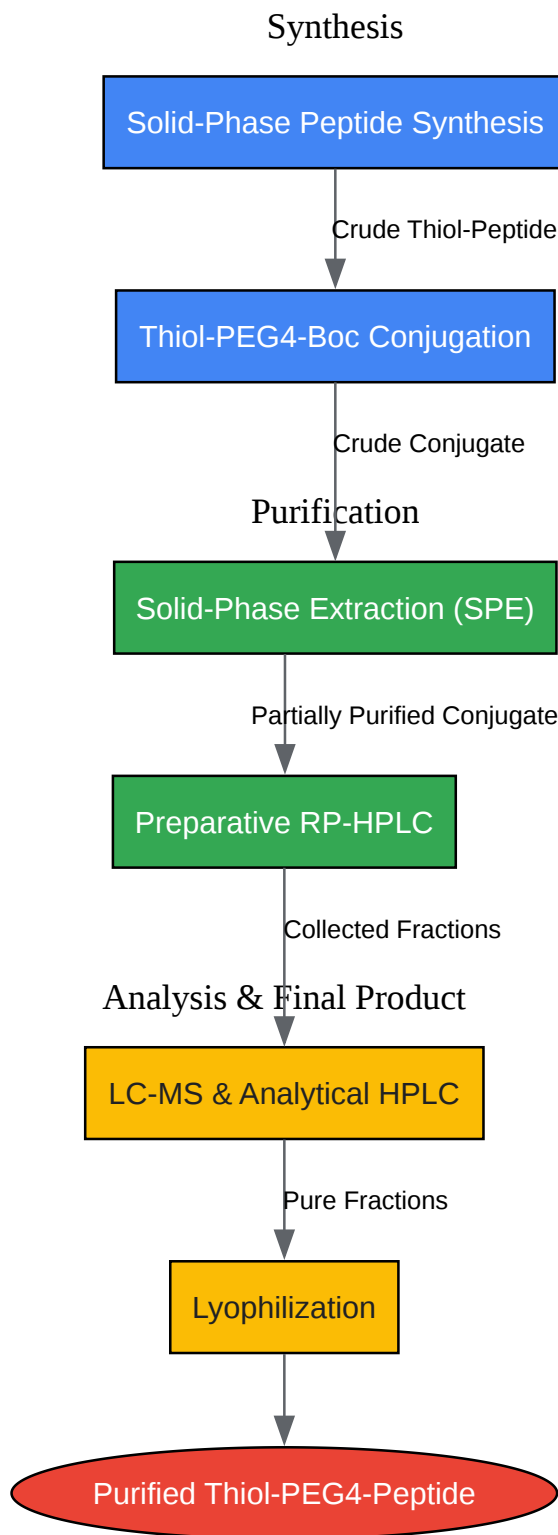 Synthesis
Solid-Phase Peptide Synthesis
Crude Thiol-Peptide
Thiol-PEG4-Boc Conjugation
Crude Conjugate
Purification
Solid-Phase Extraction (SPE)
Partially Purified Conjugate
Preparative RP-HPLC
Collected Fractions
Analysis & Final Product
LC-MS & Analytical HPLC
Pure Fractions
Lyophilization
Purified Thiol-PEG4-Peptide